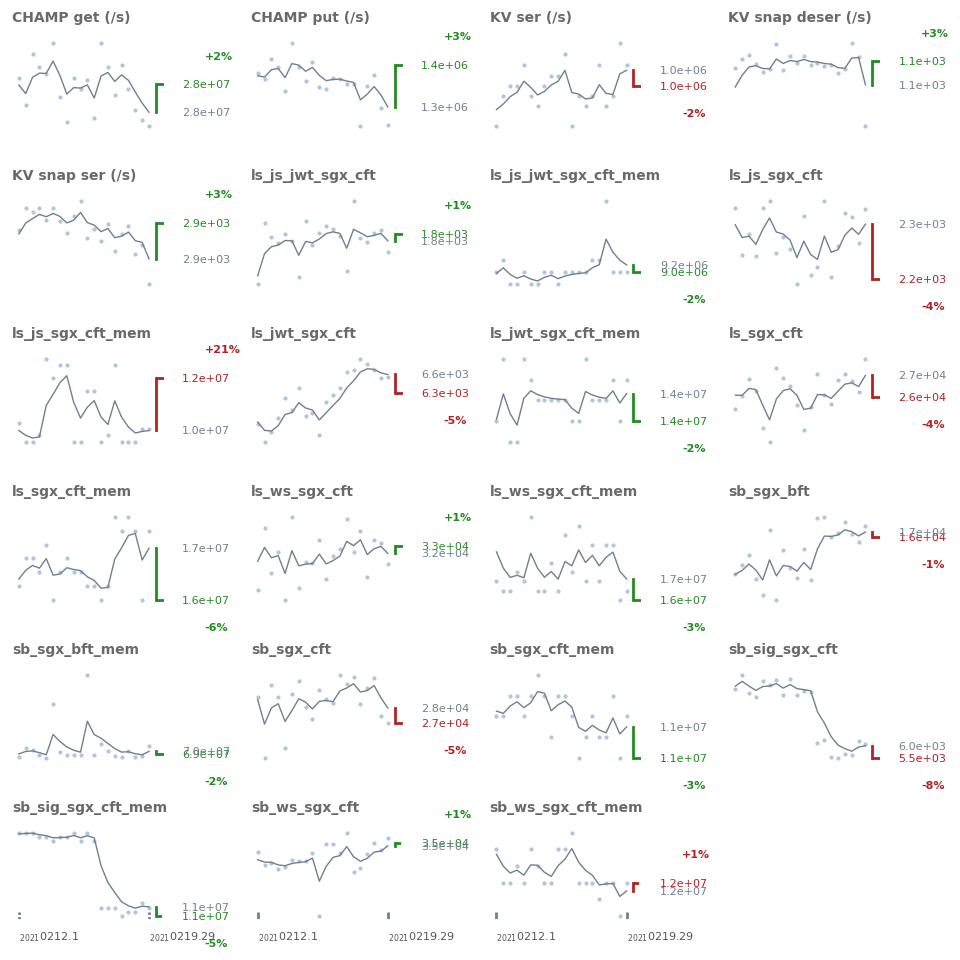 CHAMP get (/s)
+2%
2.8e+07
2.8e+07
CHAMP put (/s)
+3%
1.4e+06
1.3e+06
KV ser (/s)
1.0e+06
1.0e+06
-2%
KV snap deser (/s)
+3%
1.1e+03
1.1e+03
KV snap ser (/s)
+3%
2.9e+03
2.9e+03
ls_js_jwt_sgx_cft
+1%
1.8e+03
1.8e+03
ls_js_jwt_sgx_cft_mem
9.2e+06
9.0e+06
-2%
ls_js_sgx_cft
2.3e+03
2.2e+03
-4%
ls_js_sgx_cft_mem
+21%
1.2e+07
1.0e+07
ls_jwt_sgx_cft
6.6e+03
6.3e+03
-5%
ls_jwt_sgx_cft_mem
1.4e+07
1.4e+07
-2%
ls_sgx_cft
2.7e+04
2.6e+04
-4%
ls_sgx_cft_mem
1.7e+07
1.6e+07
-6%
ls_ws_sgx_cft
+1%
3.3e+04
3.2e+04
ls_ws_sgx_cft_mem
1.7e+07
1.6e+07
-3%
sb_sgx_bft
1.7e+04
1.6e+04
-1%
sb_sgx_bft_mem
6.9e+07
-2%
sb_sgx_cft
2.8e+04
2.7e+04
-5%
sb_sgx_cft_mem
1.1e+07
1.1e+07
-3%
sb_sig_sgx_cft
6.0e+03
5.5e+03
-8%
sb_sig_sgx_cft_mem
1.1e+07
1.1e+07
-5%
2021 0212.1
2021 0219.29
sb_ws_sgx_cft
+1%
3.5e+04
2021 0212.1
2021 0219.29
sb_ws_sgx_cft_mem
+1%
1.2e+07
1.2e+07
2021 0212.1
2021 0219.29